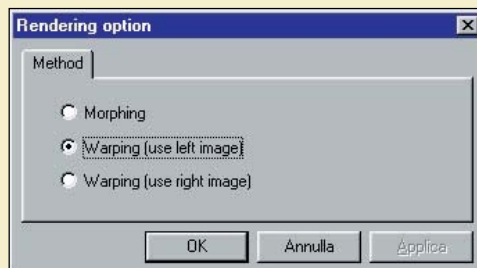 Rendering option
Method
Morphing
Warping (use left image)
Warping (use right image)
OK Annulla Applica